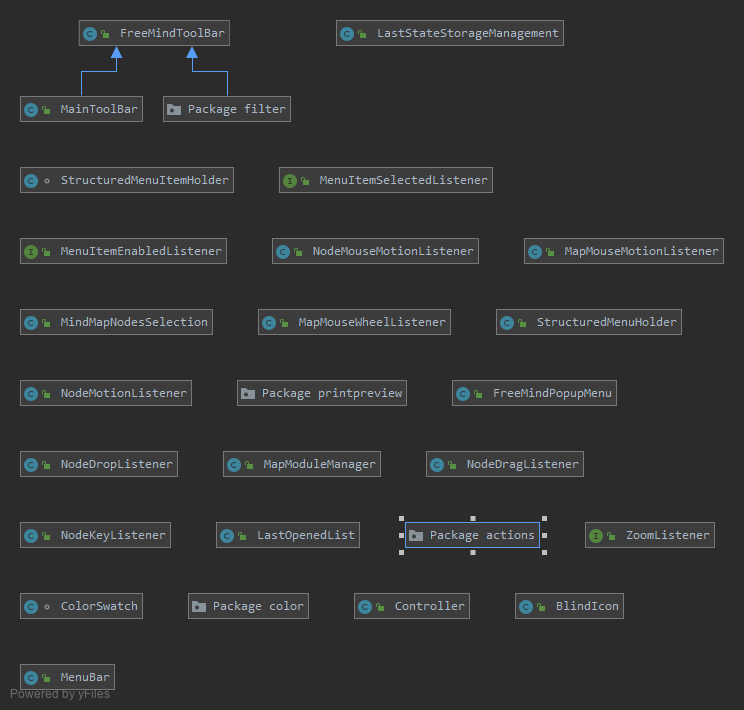 FreeMindToolBar LastStateStorageManagement
MainToolBar Package filter
StructuredMenuItemHolder MenuItemSelectedListener
MenuItemEnabledListener NodeMouseMotionListener MapMouseMotionListener
MindMapNodesSelection MapMouseWheelListener StructuredMenuHolder
NodeMotionListener Package printpreview FreeMindPopupMenu
NodeDropListener MapModuleManager NodeDragListener
NodeKeyListener LastOpenedList Package actions ZoomListener
ColorSwatch Package color Controller BlindIcon
MenuBar
Powered by yFiles